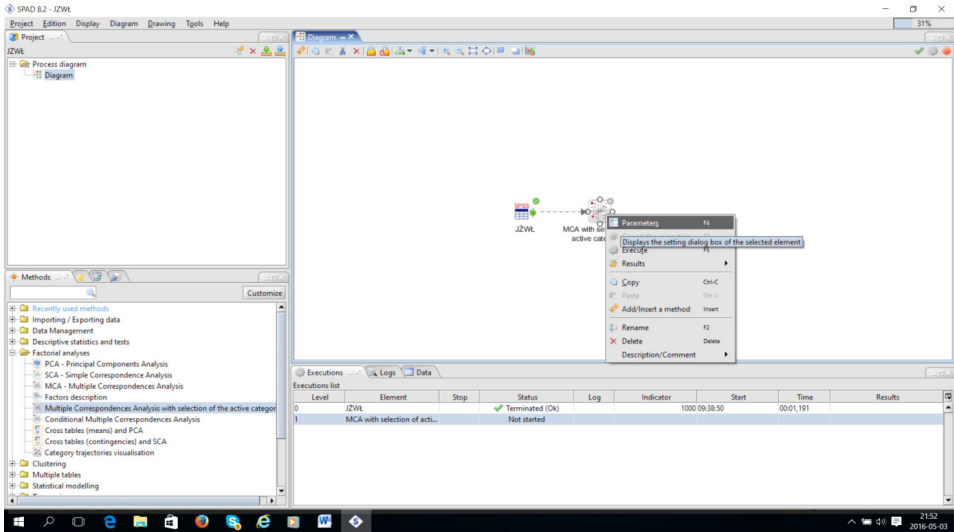 SPAD 8.2 - JZWŁ
Project Edition Display Diagram Drawing Tools Help
31%
Project
Diagram
JZWŁ
Process diagram
Diagram
SPSS
JŻWŁ
MCA with se
active cate
Parameters F4
Displays the setting dialog box of the selected element
Execute F5
Results
Copy Ctrl-C
Paste Ctrl-V
Add/Insert a method Insert
Rename F2
Delete Delete
Description/Comment
Methods
Customize
Recently used methods
Importing / Exporting data
Data Management
Descriptive statistics and tests
Factorial analyses
PCA - Principal Components Analysis
SCA - Simple Correspondence Analysis
MCA - Multiple Correspondences Analysis
Factors description
Multiple Correspondences Analysis with selection of the active categor
Conditional Multiple Correspondences Analysis
Cross tables (means) and PCA
Cross tables (contingencies) and SCA
Category trajectories visualisation
Clustering
Multiple tables
Statistical modelling
Executions Logs Data
Executions list
Level Element Stop Status Log Indicator Start Time Results
0 JŻWŁ Terminated (Ok) 1000:09:38:50 00:01,191
1 MCA with selection of acti... Not started
21:52
2016-05-03